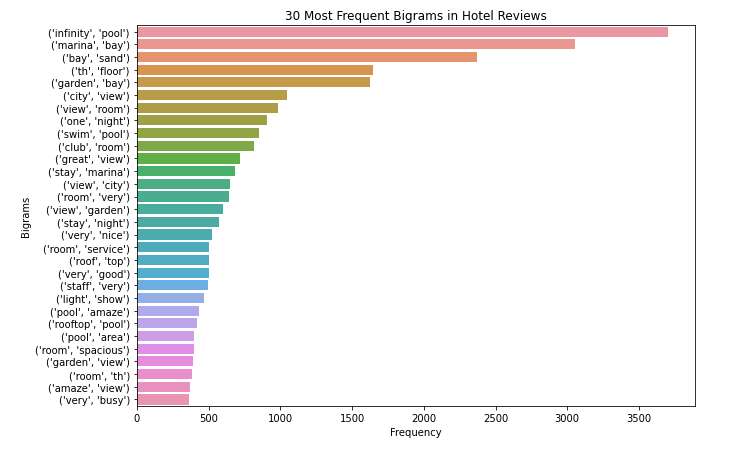 30 Most Frequent Bigrams in Hotel Reviews
('infinity', 'pool')
('marina', 'bay')
('bay', 'sand')
('th', 'floor')
('garden', 'bay')
('city', 'view')
('view', 'room')
('one', 'night')
('swim', 'pool')
('club', 'room')
('great', 'view')
('stay', 'marina')
('view', 'city')
('room', 'very')
('view', 'garden')
('stay', 'night')
('very', 'nice')
('room', 'service')
('roof', 'top')
('very', 'good')
('staff', 'very')
('light', 'show')
('pool', 'amaze')
('rooftop', 'pool')
('pool', 'area')
('room', 'spacious')
('garden', 'view')
('room', 'th')
('amaze', 'view')
('very', 'busy')
Bigrams
0 500 1000 1500 2000 2500 3000 3500
Frequency